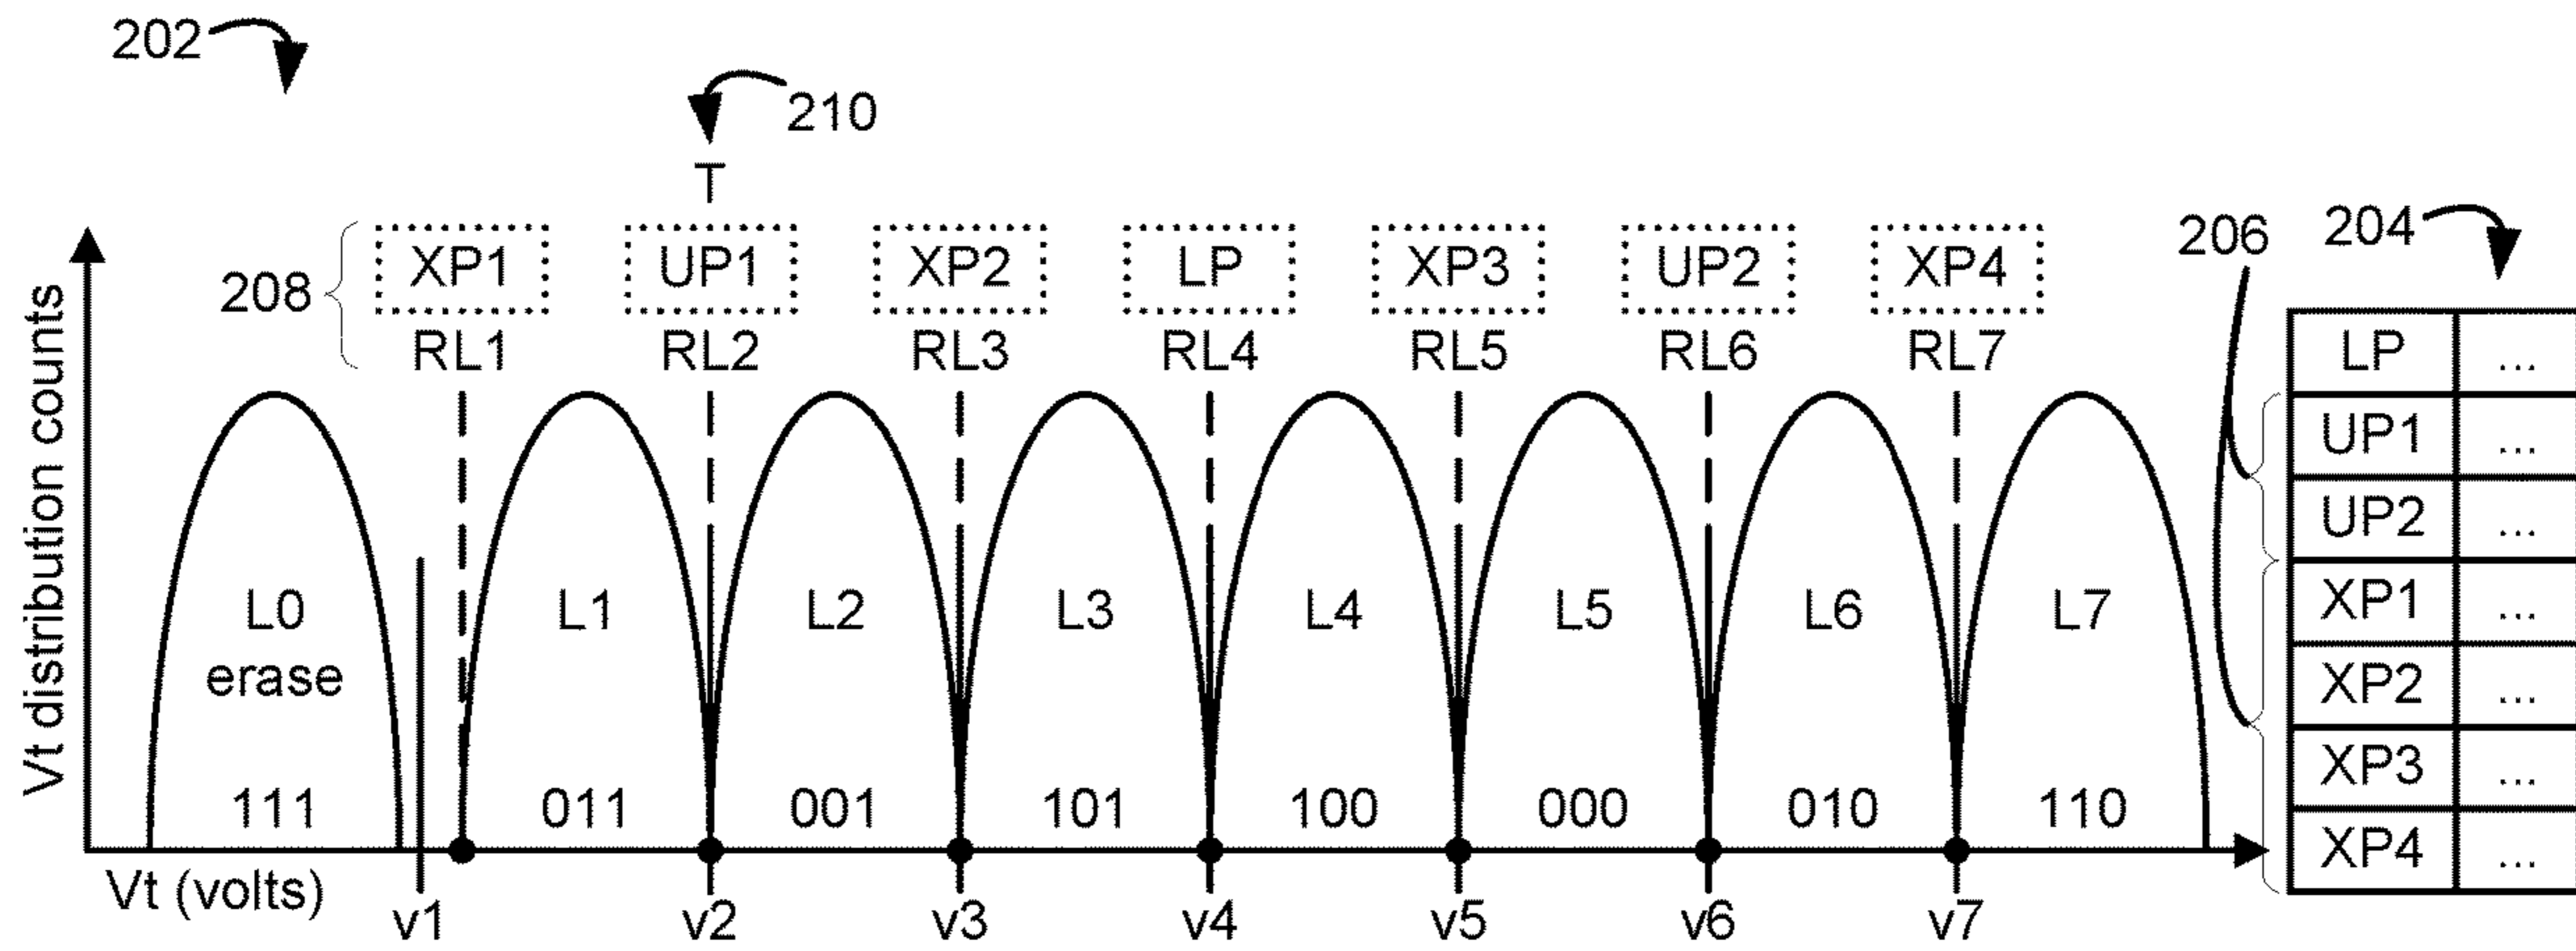 202
210
T
208 XP1 UP1 XP2 LP XP3 UP2 XP4
RL1 RL2 RL3 RL4 RL5 RL6 RL7
206 204
Vt distribution counts
L0 L1 L2 L3 L4 L5 L6 L7
erase
111 011 001 101 100 000 010 110
Vt (volts)
v1 v2 v3 v4 v5 v6 v7
LP ...
UP1 ...
UP2 ...
XP1 ...
XP2 ...
XP3 ...
XP4 ...